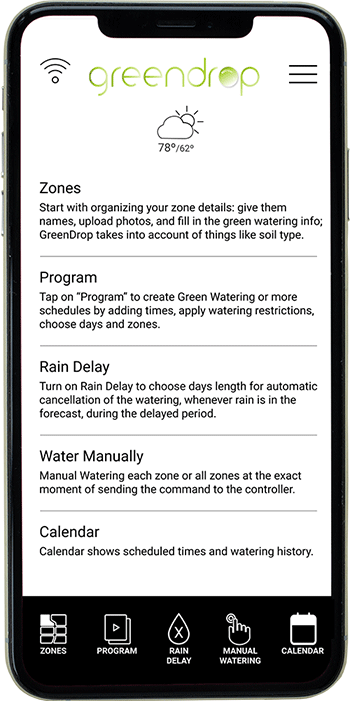 greendrop
78°/62°
Zones
Start with organizing your zone details: give them
names, upload photos, and fill in the green watering info;
GreenDrop takes into account of things like soil type.
Program
Tap on “Program” to create Green Watering or more
schedules by adding times, apply watering restrictions,
choose days and zones.
Rain Delay
Turn on Rain Delay to choose days length for automatic
cancellation of the watering, whenever rain is in the
forecast, during the delayed period.
Water Manually
Manual Watering each zone or all zones at the exact
moment of sending the command to the controller.
Calendar
Calendar shows scheduled times and watering history.
ZONES PROGRAM RAIN MANUAL CALENDAR
DELAY WATERING